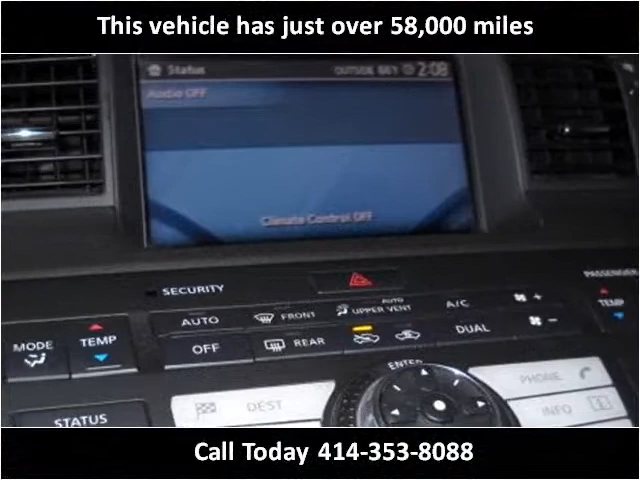 This vehicle has just over 58,000 miles
Status OUTSIDE 2:08
Audio OFF
Climate Control OFF
SECURITY
PASSENGER
AUTO FRONT AUTO UPPER VENT A/C + TEMP
MODE TEMP OFF REAR DUAL −
ENTER
DEST PHONE
STATUS INFO i
Call Today 414-353-8088